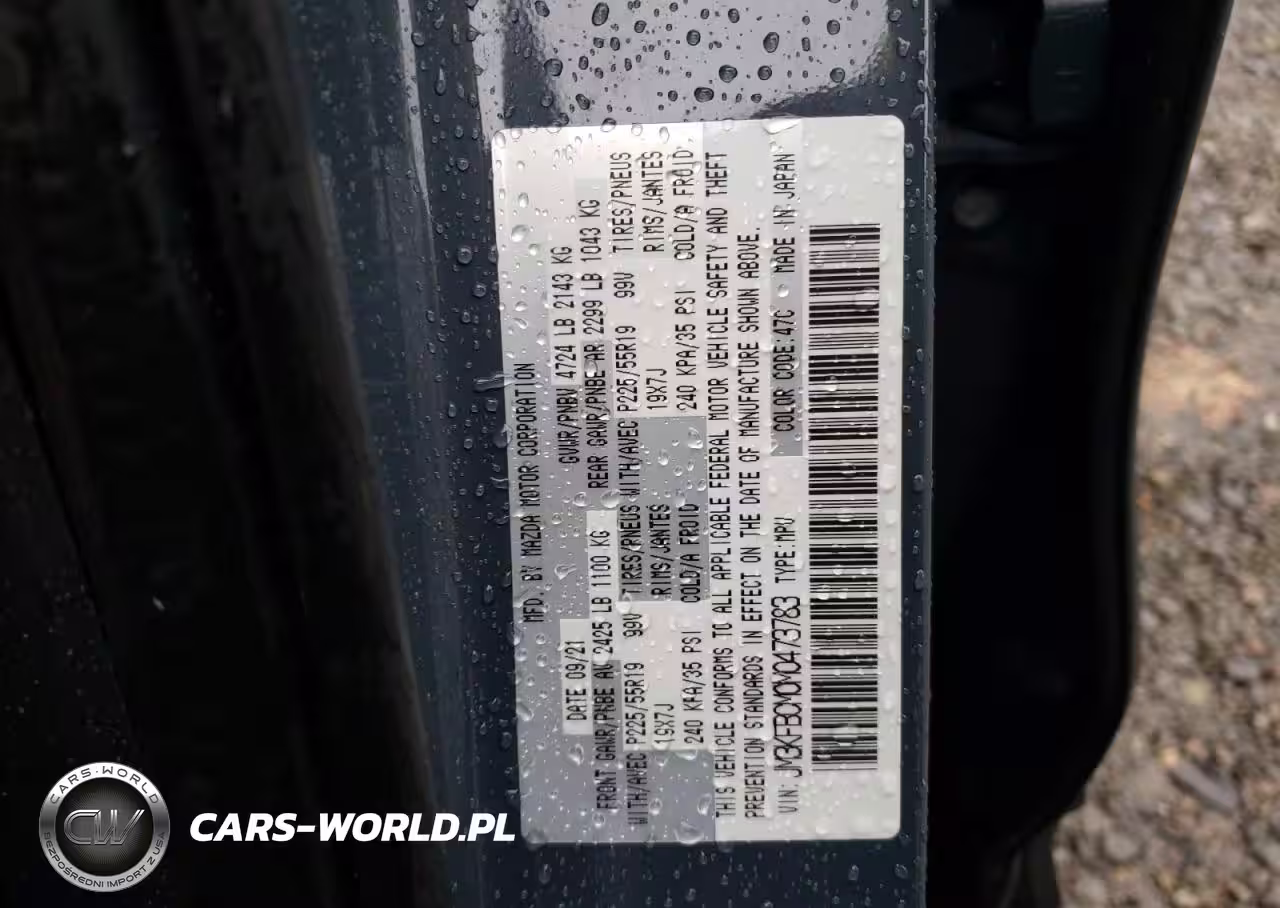 MFD. BY MAZDA MOTOR CORPORATION
DATE 09/21 GVWR/PNBV 4724 LB 2143 KG
FRONT GAWR/PNBE AV 2425 LB 1100 KG REAR GAWR/PNBE AR 2299 LB 1043 KG
WITH/AVEC P225/55R19 99V TIRES/PNEUS WITH/AVEC P225/55R19 99V TIRES/PNEUS
19X7J RIMS/JANTES 19X7J RIMS/JANTES
240 KPA/35 PSI COLD/A FROID 240 KPA/35 PSI COLD/A FROID
THIS VEHICLE CONFORMS TO ALL APPLICABLE FEDERAL MOTOR VEHICLE SAFETY AND THEFT
PREVENTION STANDARDS IN EFFECT ON THE DATE OF MANUFACTURE SHOWN ABOVE.
VIN: JM3KFBCM0M0473783 TYPE:MPV COLOR CODE:47C MADE IN JAPAN
CARS-WORLD
CW
BEZPOŚREDNI IMPORT Z USA
CARS-WORLD.PL